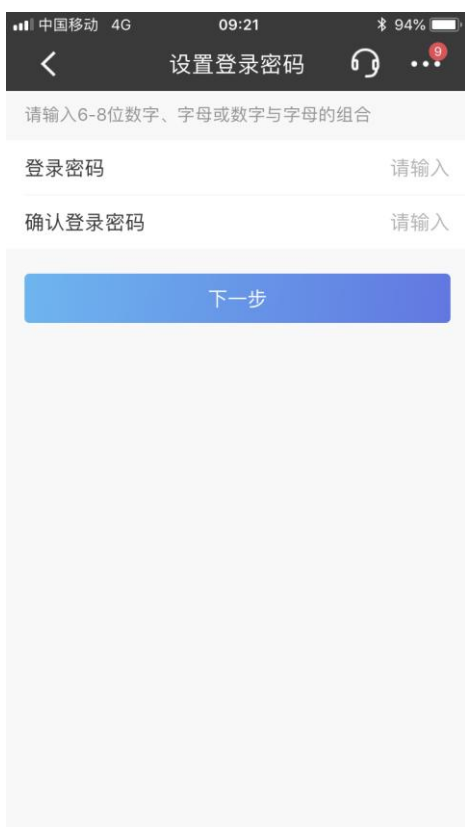 中国移动 4G 09:21 94%
设置登录密码 9
请输入6-8位数字、字母或数字与字母的组合
登录密码 请输入
确认登录密码 请输入
下一步